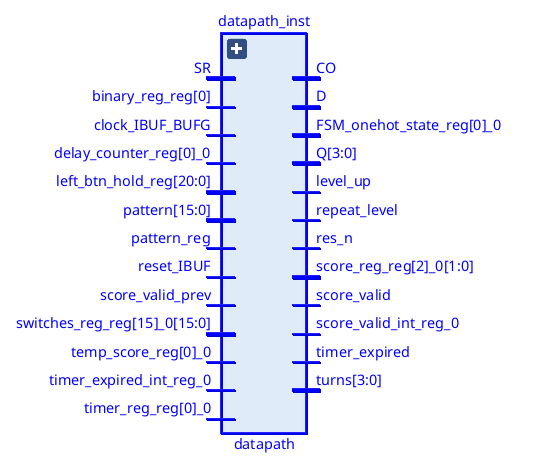 datapath_inst
SR
CO
binary_reg_reg[0]
D
clock_IBUF_BUFG
FSM_onehot_state_reg[0]_0
delay_counter_reg[0]_0
Q[3:0]
left_btn_hold_reg[20:0]
level_up
pattern[15:0]
repeat_level
pattern_reg
res_n
reset_IBUF
score_reg_reg[2]_0[1:0]
score_valid_prev
score_valid
switches_reg_reg[15]_0[15:0]
score_valid_int_reg_0
temp_score_reg[0]_0
timer_expired
timer_expired_int_reg_0
turns[3:0]
timer_reg_reg[0]_0
datapath